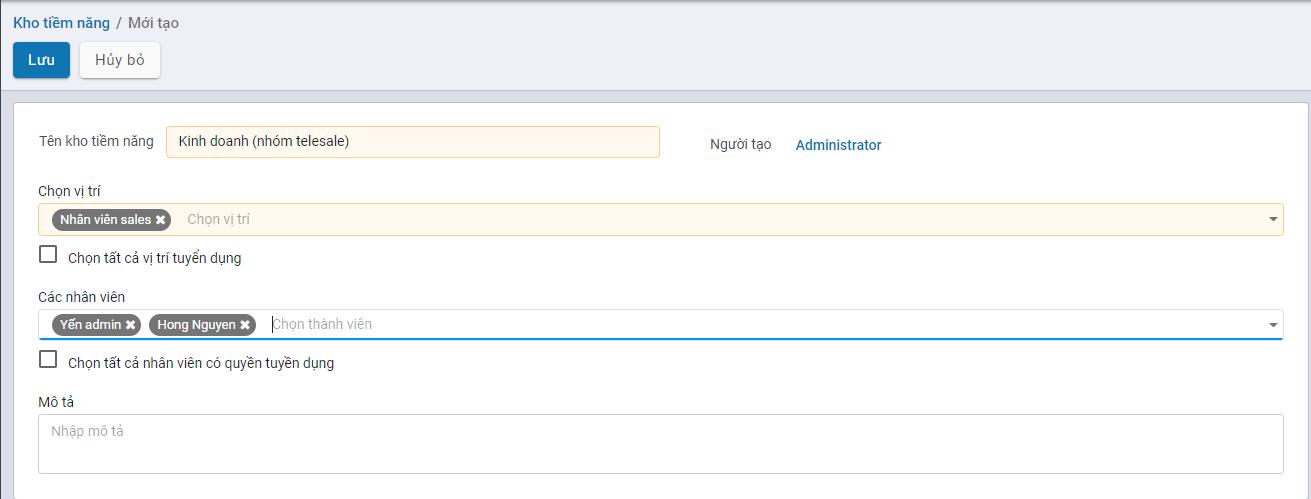 Kho tiềm năng / Mới tạo
Lưu Hủy bỏ
Tên kho tiềm năng Kinh doanh (nhóm telesale) Người tạo Administrator
Chọn vị trí
Nhân viên sales ✖ Chọn vị trí
Chọn tất cả vị trí tuyển dụng
Các nhân viên
Yến admin ✖ Hong Nguyen ✖ Chọn thành viên
Chọn tất cả nhân viên có quyền tuyển dụng
Mô tả
Nhập mô tả